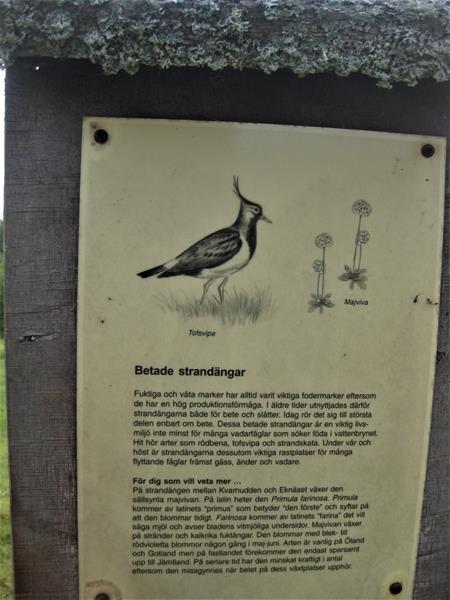 Tofsvipa
Majviva
Betade strandängar
Fuktiga och våta marker har alltid varit viktiga fodermarker eftersom
de har en hög produktionsförmåga. I äldre tider utnyttjades därför
strandängarna både för bete och slåtter. Idag rör det sig till största
delen enbart om bete. Dessa betade strandängar är en viktig livs-
miljö inte minst för många vadarfåglar som söker föda i vattenbrynet.
Hit hör arter som rödbena, tofsvipa och strandskata. Under vår och
höst är strandängarna dessutom viktiga rastplatser för många
flyttande fåglar främst gäss, änder och vadare.
För dig som vill veta mer ...
På strandängen mellan Kvarnudden och Eknäset växer den
sällsynta majvivan. På latin heter den Primula farinosa. Primula
kommer av latinets "primus" som betyder "den förste" och syftar på
att den blommar tidigt. Farinosa kommer av latinets "farina" det vill
säga mjöl och avser bladens vitmjöliga undersidor. Majvivan växer
på stränder och kalkrika fuktängar. Den blommar med blek- till
rödvioletta blommor någon gång i maj-juni. Arten är vanlig på Öland
och Gotland men på fastlandet förekommer den endast sparsamt
upp till Jämtland. På senare tid har den minskat kraftigt i antal
eftersom den missgynnas när betet på dess växtplatser upphör.